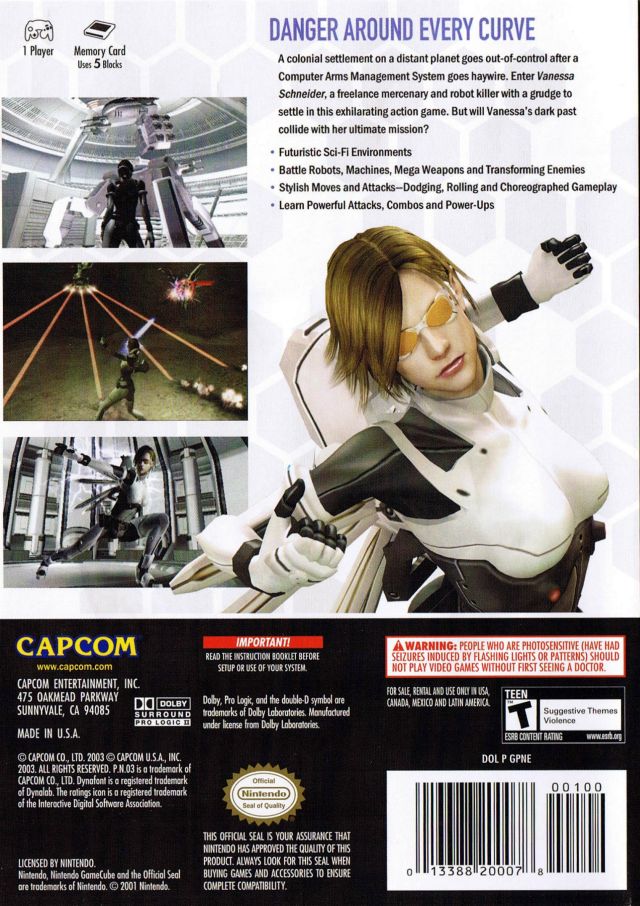 DANGER AROUND EVERY CURVE
1 Player
Memory Card
Uses 5 Blocks
A colonial settlement on a distant planet goes out-of-control after a
Computer Arms Management System goes haywire. Enter Vanessa
Schneider, a freelance mercenary and robot killer with a grudge to
settle in this exhilarating action game. But will Vanessa's dark past
collide with her ultimate mission?
• Futuristic Sci-Fi Environments
• Battle Robots, Machines, Mega Weapons and Transforming Enemies
• Stylish Moves and Attacks—Dodging, Rolling and Choreographed Gameplay
• Learn Powerful Attacks, Combos and Power-Ups
CAPCOM
www.capcom.com
CAPCOM ENTERTAINMENT, INC.
475 OAKMEAD PARKWAY
SUNNYVALE, CA 94085
MADE IN U.S.A.
DOLBY
SURROUND
PRO LOGIC II
© CAPCOM CO., LTD. 2003 © CAPCOM U.S.A., INC.
2003. ALL RIGHTS RESERVED. P.N.03 is a trademark of
CAPCOM CO., LTD. Dynafont is a registered trademark
of Dynalab. The ratings icon is a registered trademark
of the Interactive Digital Software Association.
LICENSED BY NINTENDO.
Nintendo, Nintendo GameCube and the Official Seal
are trademarks of Nintendo. © 2001 Nintendo.
IMPORTANT!
READ THE INSTRUCTION BOOKLET BEFORE
SETUP OR USE OF YOUR SYSTEM.
Dolby, Pro Logic, and the double-D symbol are
trademarks of Dolby Laboratories. Manufactured
under license from Dolby Laboratories.
Official
Nintendo
Seal of Quality
THIS OFFICIAL SEAL IS YOUR ASSURANCE THAT
NINTENDO HAS APPROVED THE QUALITY OF THIS
PRODUCT. ALWAYS LOOK FOR THIS SEAL WHEN
BUYING GAMES AND ACCESSORIES TO ENSURE
COMPLETE COMPATIBILITY.
WARNING: PEOPLE WHO ARE PHOTOSENSITIVE (HAVE HAD
SEIZURES INDUCED BY FLASHING LIGHTS OR PATTERNS) SHOULD
NOT PLAY VIDEO GAMES WITHOUT FIRST SEEING A DOCTOR.
FOR SALE, RENTAL AND USE ONLY IN USA,
CANADA, MEXICO AND LATIN AMERICA.
TEEN
T
Suggestive Themes
Violence
ESRB CONTENT RATING www.esrb.org
DOL P GPNE
00100
0 13388 20007 8